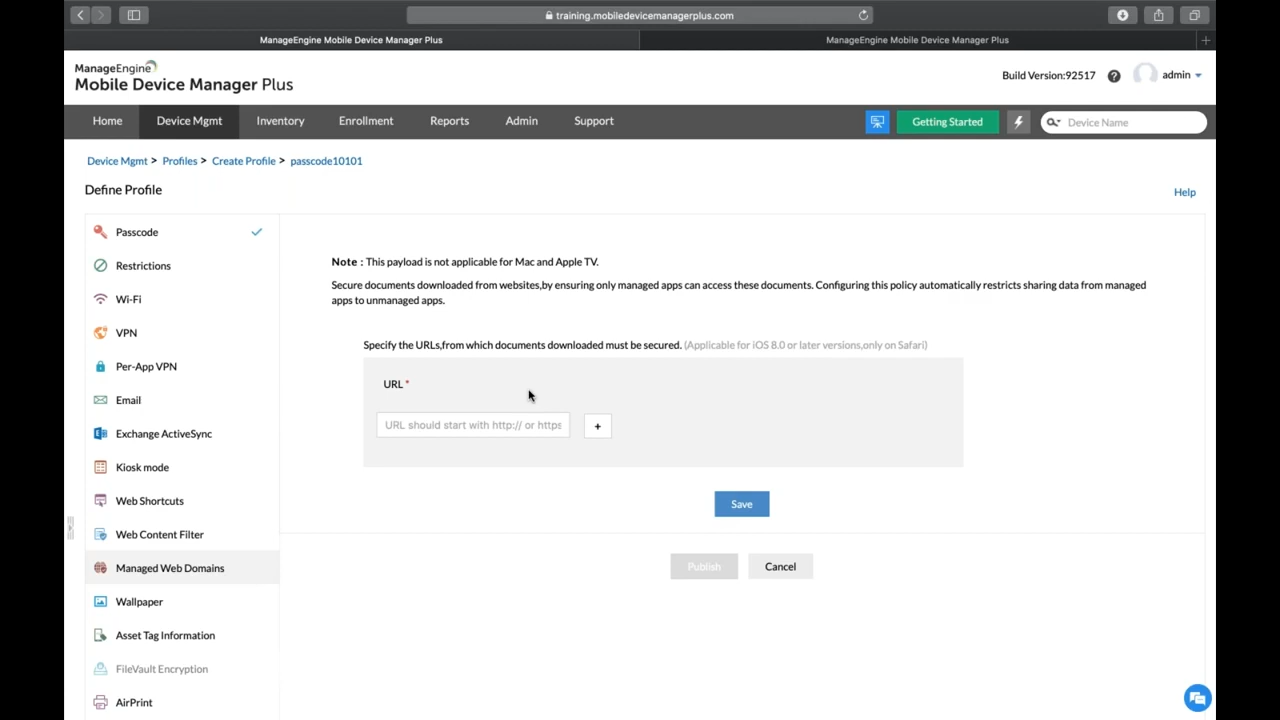 training.mobiledevicemanagerplus.com
ManageEngine Mobile Device Manager Plus
ManageEngine Mobile Device Manager Plus
ManageEngine
Mobile Device Manager Plus
Build Version:92517
?
admin
Home
Device Mgmt
Inventory
Enrollment
Reports
Admin
Support
Getting Started
Device Name
Device Mgmt > Profiles > Create Profile > passcode10101
Define Profile
Help
Passcode
Restrictions
Wi-Fi
VPN
Per-App VPN
Email
Exchange ActiveSync
Kiosk mode
Web Shortcuts
Web Content Filter
Managed Web Domains
Wallpaper
Asset Tag Information
FileVault Encryption
AirPrint
Note : This payload is not applicable for Mac and Apple TV.
Secure documents downloaded from websites,by ensuring only managed apps can access these documents. Configuring this policy automatically restricts sharing data from managed
apps to unmanaged apps.
Specify the URLs,from which documents downloaded must be secured. (Applicable for iOS 8.0 or later versions,only on Safari)
URL *
URL should start with http:// or https
+
Save
Publish
Cancel